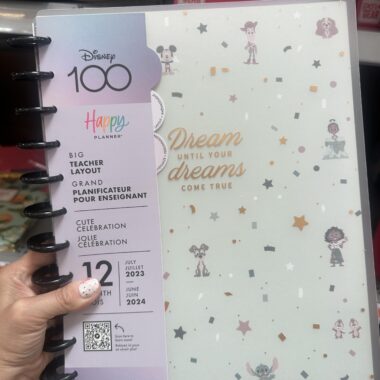 Disney
100
Happy
PLANNER
BIG
TEACHER
LAYOUT
GRAND
PLANIFICATEUR
POUR ENSEIGNANT
CUTE
CELEBRATION
JOLIE
CÉLÉBRATION
12
JULY
JUILLET
2023
JUNE
JUIN
2024
Dream
UNTIL YOUR
dreams
COME TRUE